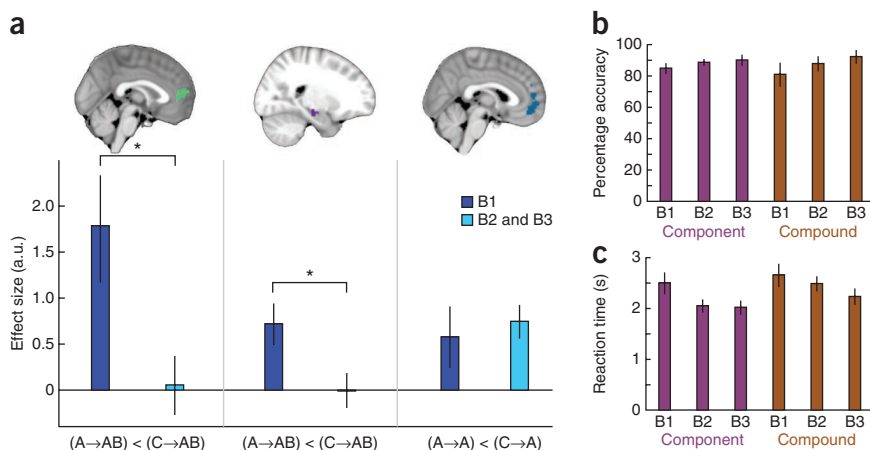 a
*
*
B1
B2 and B3
Effect size (a.u.)
2.0
1.5
1.0
0.5
0
(A→AB) < (C→AB)
(A→AB) < (C→AB)
(A→A) < (C→A)
b
Percentage accuracy
100
80
60
40
20
0
B1 B2 B3 B1 B2 B3
Component Compound
c
Reaction time (s)
3
2
1
0
B1 B2 B3 B1 B2 B3
Component Compound